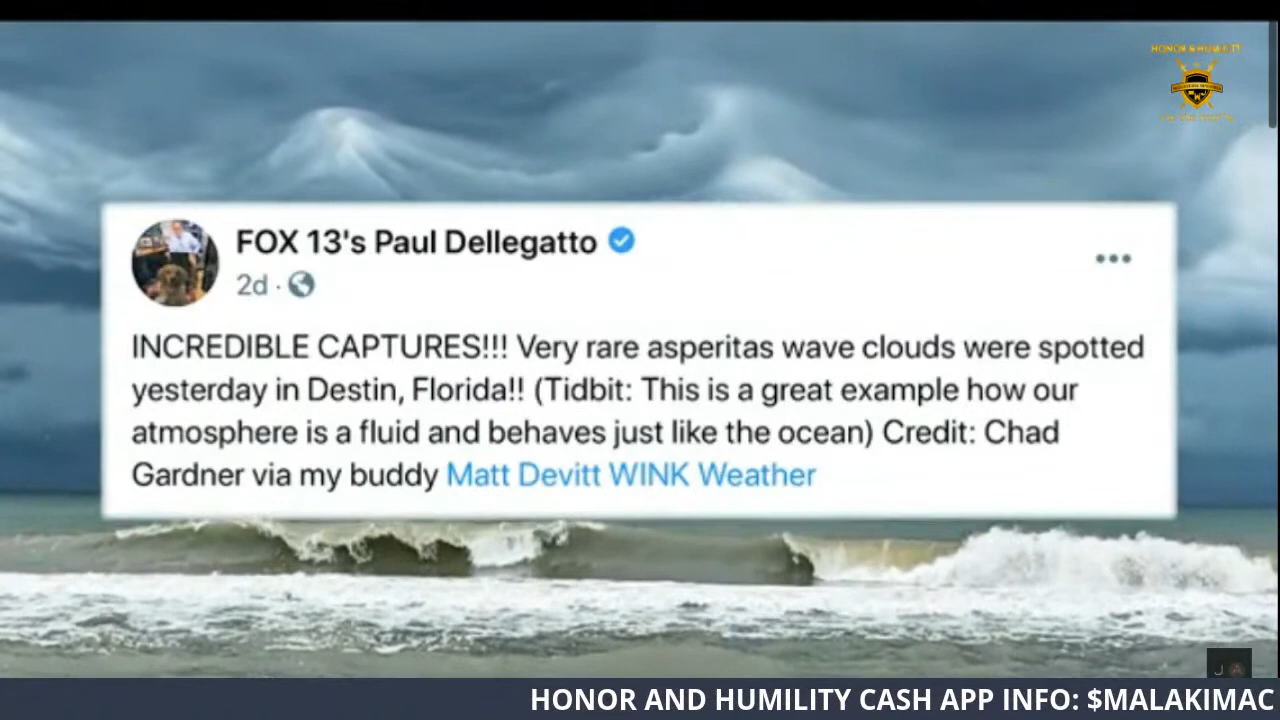 HONOR & HUMILITY
FOX 13's Paul Dellegatto
2d ·
INCREDIBLE CAPTURES!!! Very rare asperitas wave clouds were spotted
yesterday in Destin, Florida!! (Tidbit: This is a great example how our
atmosphere is a fluid and behaves just like the ocean) Credit: Chad
Gardner via my buddy Matt Devitt WINK Weather
J
HONOR AND HUMILITY CASH APP INFO: $MALAKIMAC